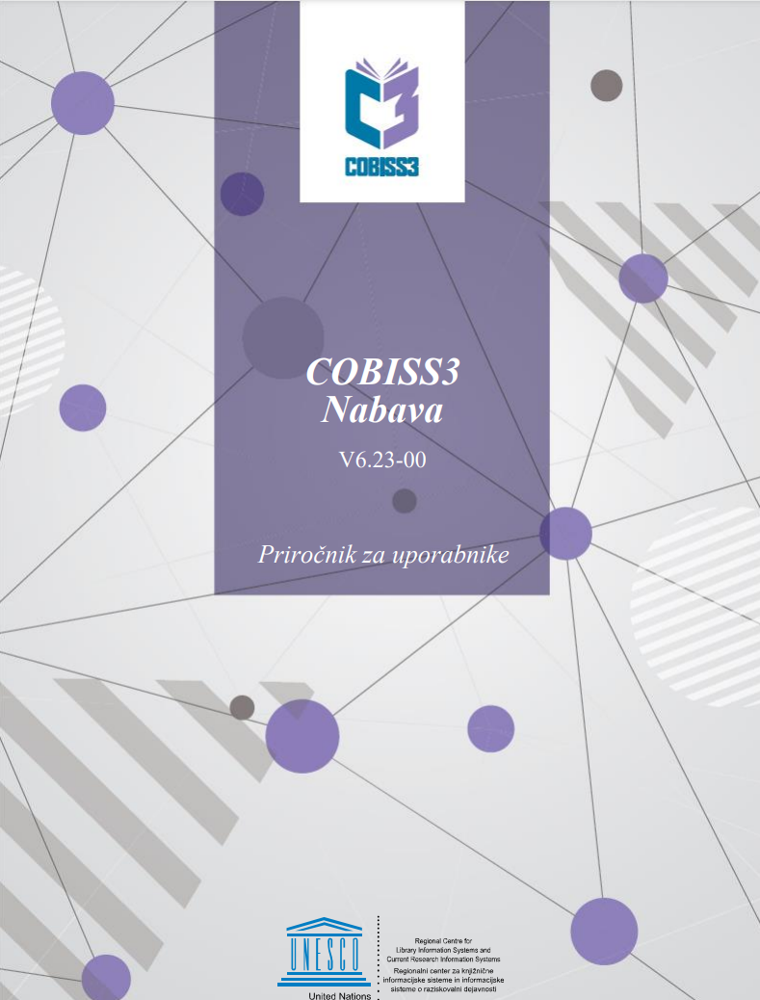 C3
COBISS3
COBISS3
Nabava
V6.23-00
Priročnik za uporabnike
UNESCO
United Nations
Regional Centre for
Library Information Systems and
Current Research Information Systems
Regionalni center za knjižnične
informacijske sisteme in informacijske
sisteme o raziskovalni dejavnosti